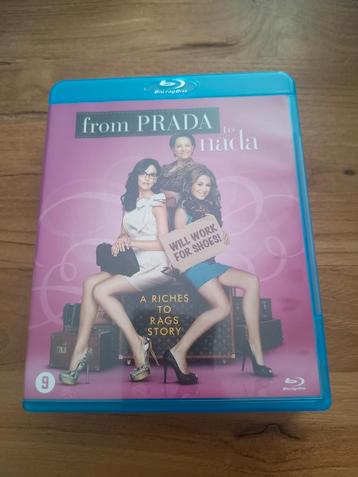 Blu-ray Disc
from PRADA
to
nada
WILL WORK
FOR SHOES!
A RICHES
TO
RAGS
STORY
9
Blu-ray Disc